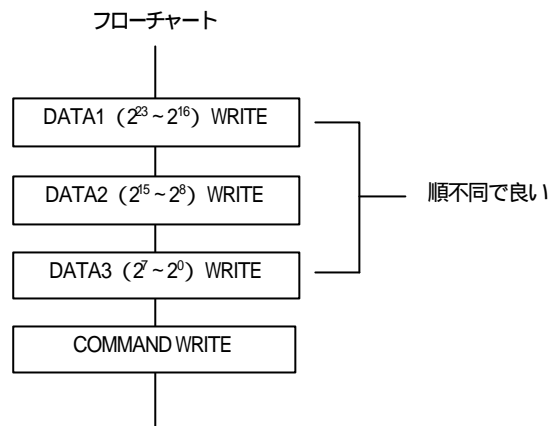 フローチャート
DATA1 (2²³~2¹⁶) WRITE
DATA2 (2¹⁵~2⁸) WRITE
順不同で良い
DATA3 (2⁷~2⁰) WRITE
COMMAND WRITE